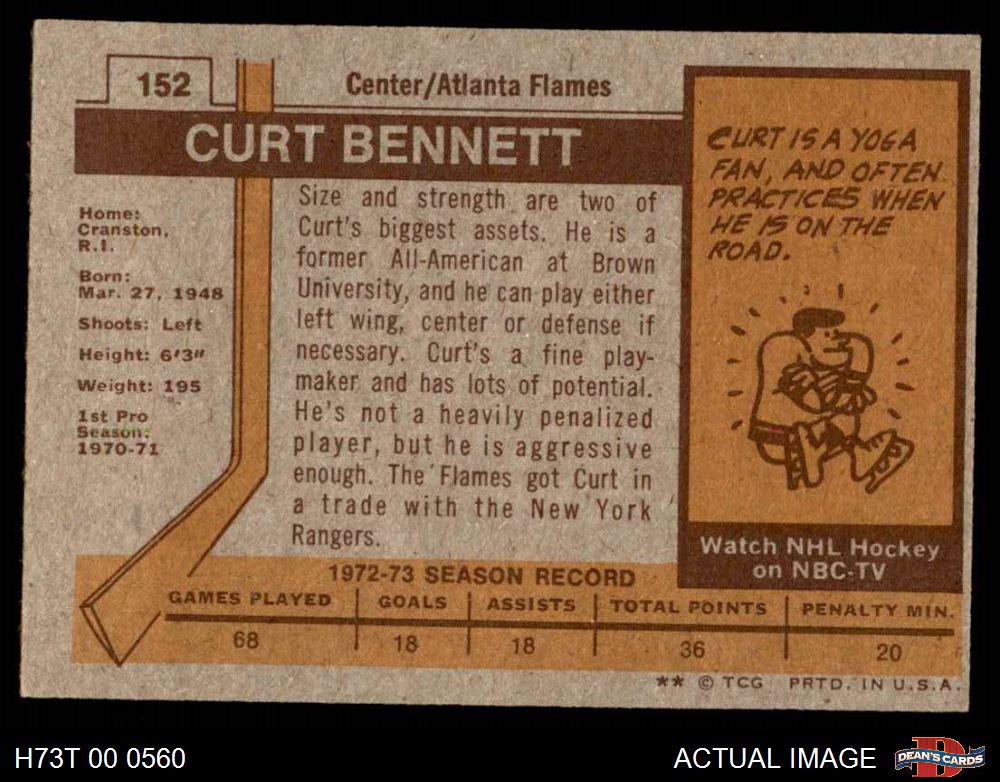 152
Center/Atlanta Flames
CURT BENNETT
Home:
Cranston,
R.I.
Born:
Mar. 27, 1948
Shoots: Left
Height: 6'3"
Weight: 195
1st Pro
Season:
1970-71
Size and strength are two of
Curt's biggest assets. He is a
former All-American at Brown
University, and he can play either
left wing, center or defense if
necessary. Curt's a fine play-
maker and has lots of potential.
He's not a heavily penalized
player, but he is aggressive
enough. The Flames got Curt in
a trade with the New York
Rangers.
CURT IS A YOGA
FAN, AND OFTEN
PRACTICES WHEN
HE IS ON THE
ROAD.
Watch NHL Hockey
on NBC-TV
1972-73 SEASON RECORD
GAMES PLAYED GOALS ASSISTS TOTAL POINTS PENALTY MIN.
68 18 18 36 20
** © TCG PRTD. IN U.S.A.
H73T 00 0560
ACTUAL IMAGE
D
DEAN'S CARDS